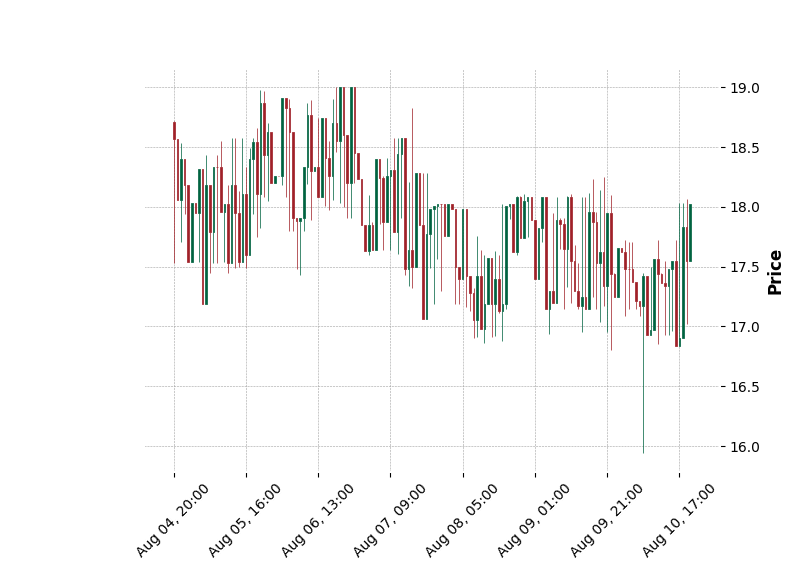 19.0
18.5
18.0
17.5
17.0
16.5
16.0
Price
Aug 04, 20:00
Aug 05, 16:00
Aug 06, 13:00
Aug 07, 09:00
Aug 08, 05:00
Aug 09, 01:00
Aug 09, 21:00
Aug 10, 17:00